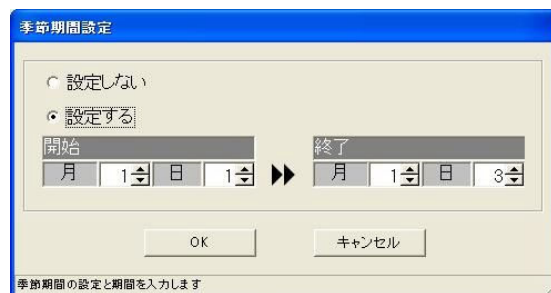 季節期間設定
設定しない
設定する
開始 終了
月 1 日 1 月 1 日 3
OK キャンセル
季節期間の設定と期間を入力します